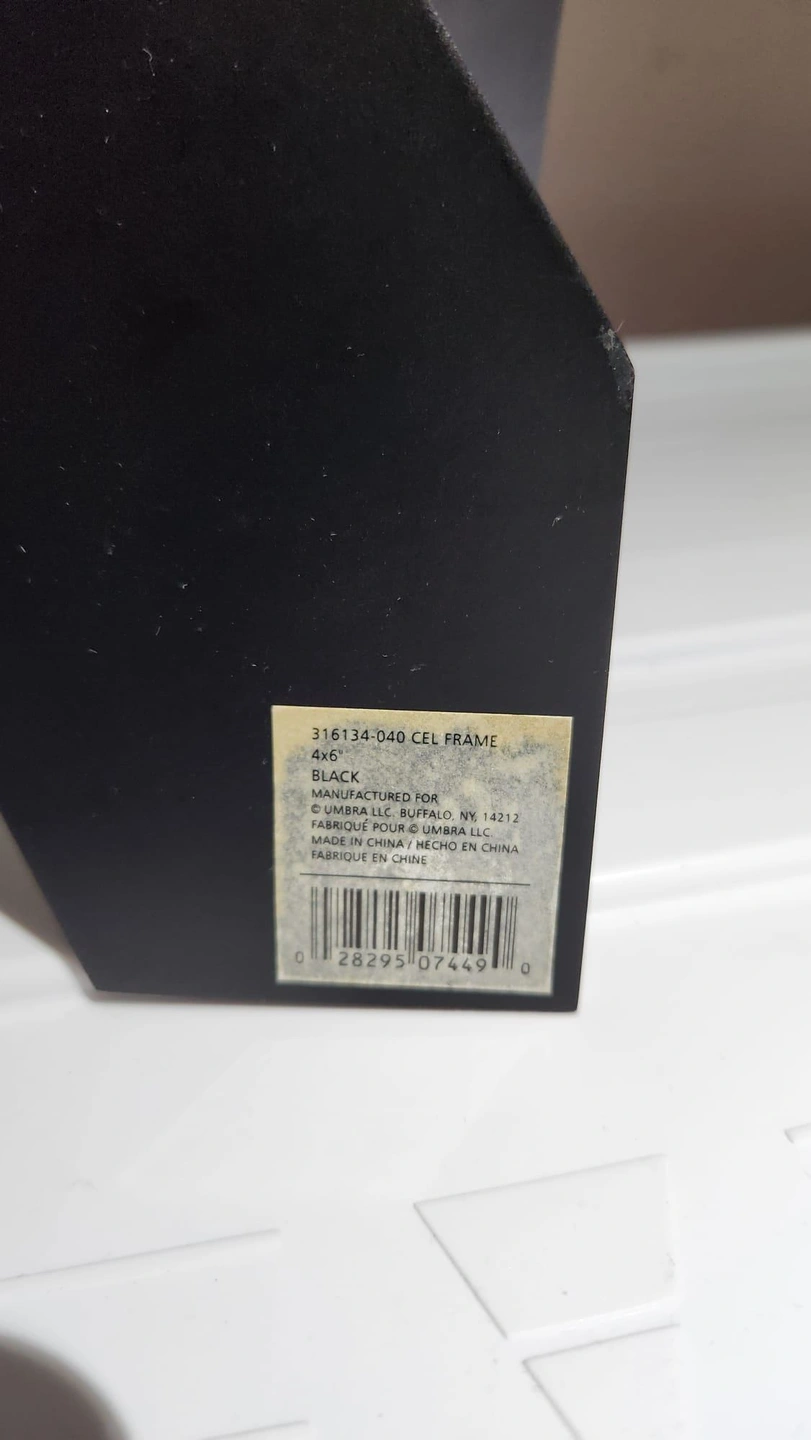 316134-040 CEL FRAME
4x6"
BLACK
MANUFACTURED FOR
© UMBRA LLC. BUFFALO, NY, 14212
FABRIQUÉ POUR © UMBRA LLC.
MADE IN CHINA / HECHO EN CHINA
FABRIQUE EN CHINE
0 28295 07449 0